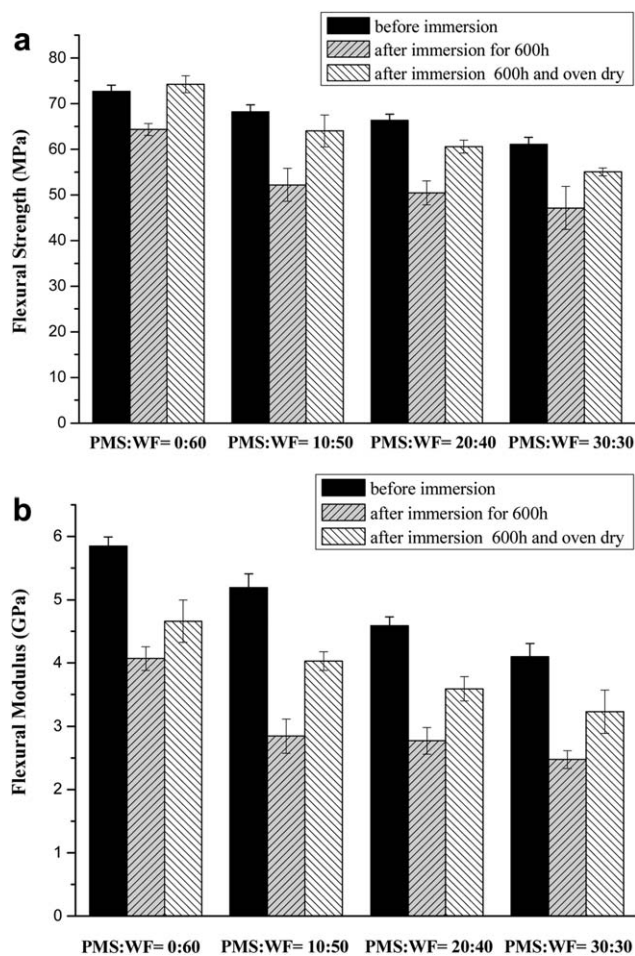 a
before immersion
after immersion for 600h
after immersion 600h and oven dry
Flexural Strength (MPa)
80
70
60
50
40
30
20
10
0
PMS:WF= 0:60 PMS:WF= 10:50 PMS:WF= 20:40 PMS:WF= 30:30
b
before immersion
after immersion for 600h
after immersion 600h and oven dry
Flexural Modulus (GPa)
6
5
4
3
2
1
0
PMS:WF= 0:60 PMS:WF= 10:50 PMS:WF= 20:40 PMS:WF= 30:30